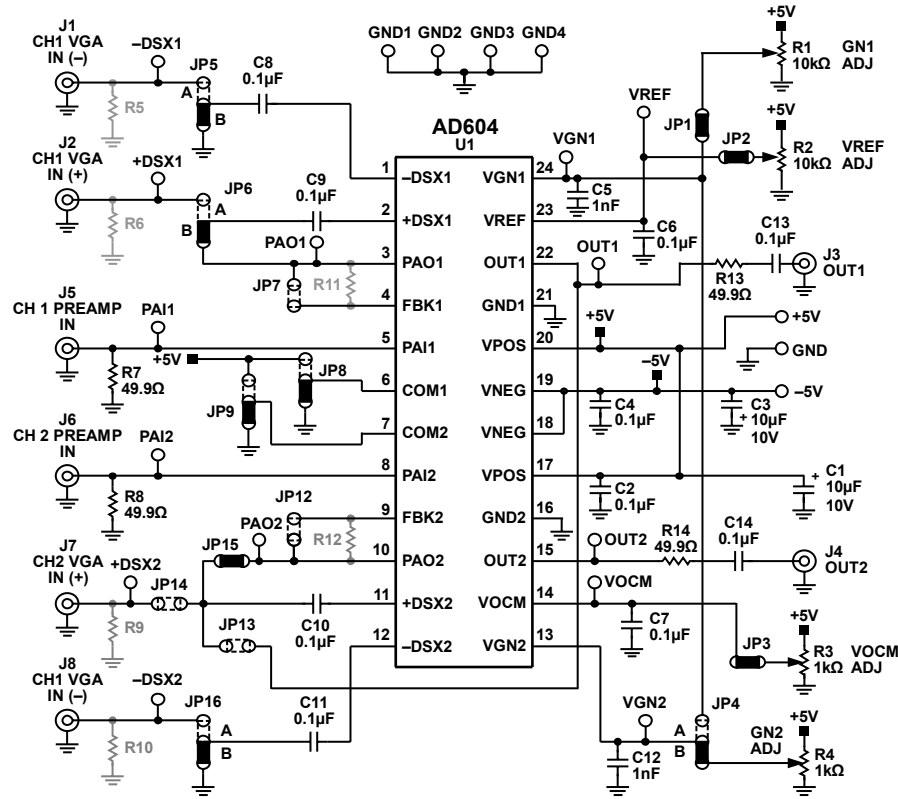 J1
CH1 VGA
IN (–)
–DSX1
JP5
A
B
C8
0.1µF
R5
GND1 GND2 GND3 GND4
+5V
R1
10kΩ
GN1
ADJ
VREF
JP1
JP2
+5V
R2
10kΩ
VREF
ADJ
J2
CH1 VGA
IN (+)
+DSX1
JP6
A
B
C9
0.1µF
R6
PAO1
JP7
R11
AD604
U1
1 –DSX1 VGN1 24
2 +DSX1 VREF 23
3 PAO1 OUT1 22
4 FBK1 GND1 21
5 PAI1 VPOS 20
6 COM1 VNEG 19
7 COM2 VNEG 18
8 PAI2 VPOS 17
9 FBK2 GND2 16
10 PAO2 OUT2 15
11 +DSX2 VOCM 14
12 –DSX2 VGN2 13
VGN1
C5
1nF
C6
0.1µF
OUT1
R13
49.9Ω
C13
0.1µF
J3
OUT1
J5
CH 1 PREAMP
IN
PAI1
R7
49.9Ω
+5V
JP8
JP9
+5V
+5V
GND
–5V
–5V
C4
0.1µF
C3
+ 10µF
10V
J6
CH 2 PREAMP
IN
PAI2
R8
49.9Ω
C2
0.1µF
C1
+
10µF
10V
JP12
PAO2
R12
JP15
OUT2
R14
49.9Ω
C14
0.1µF
J4
OUT2
J7
CH2 VGA
IN (+)
+DSX2
JP14
R9
JP13
C10
0.1µF
VOCM
C7
0.1µF
JP3
+5V
R3
1kΩ
VOCM
ADJ
J8
CH1 VGA
IN (–)
–DSX2
JP16
A
B
R10
C11
0.1µF
VGN2
C12
1nF
JP4
A
B
GN2
ADJ
+5V
R4
1kΩ